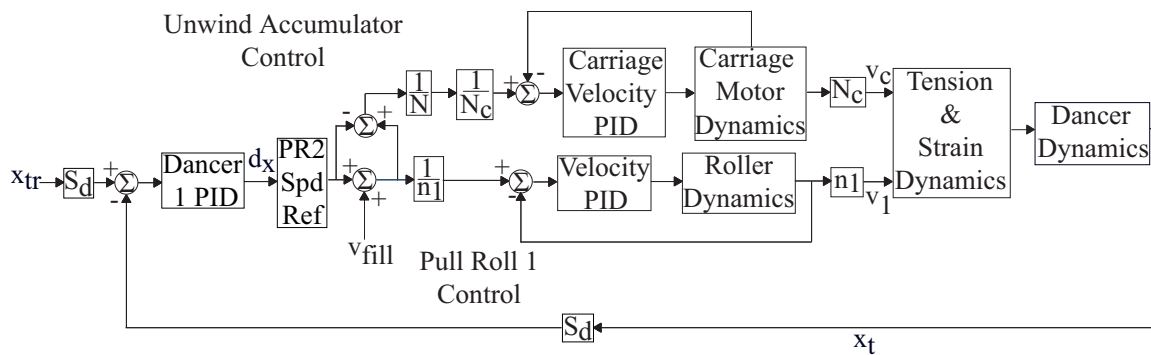 Unwind Accumulator
Control
-
+
1
N
1
Nc
+
-
Σ
Carriage
Velocity
PID
Carriage
Motor
Dynamics
Nc
vc
Tension
&
Strain
Dynamics
Dancer
Dynamics
Σ
xtr
Sd
+
-
Σ
Dancer
1 PID
dx
PR2
Spd
Ref
+
+
Σ
vfill
1
n1
+
-
Σ
Velocity
PID
Roller
Dynamics
n1
v1
Pull Roll 1
Control
Sd
xt